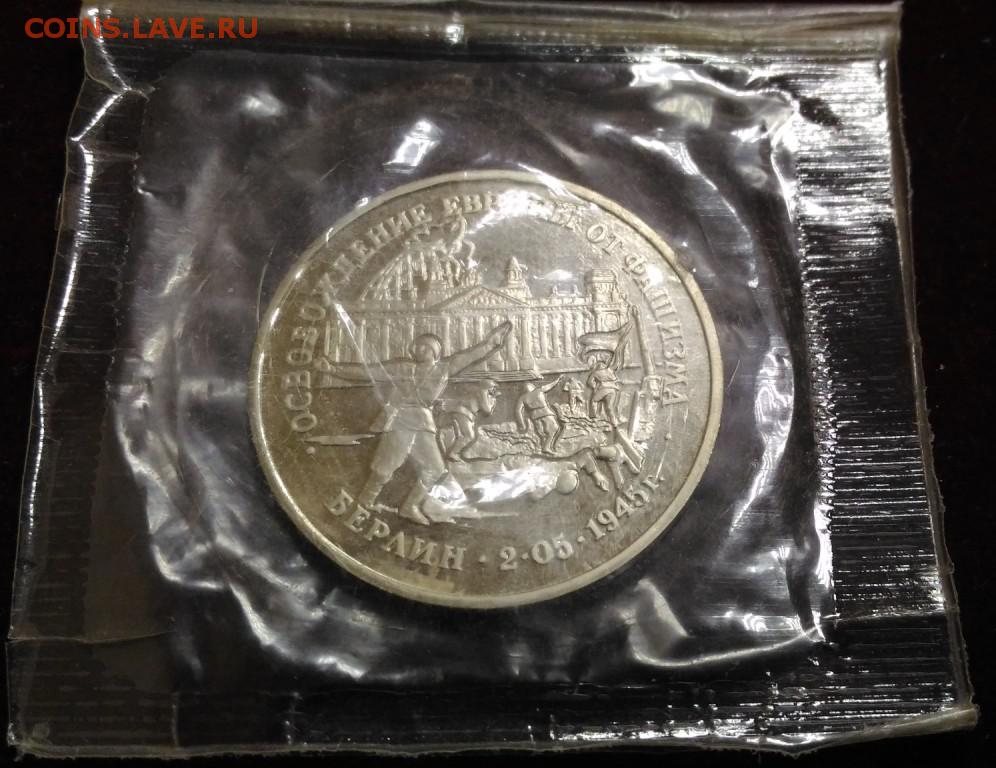 COINS.LAVE.RU
· ОСВОБОЖДЕНИЕ ЕВРОПЫ ОТ ФАШИЗМА ·
БЕРЛИН · 2·05·1945г.